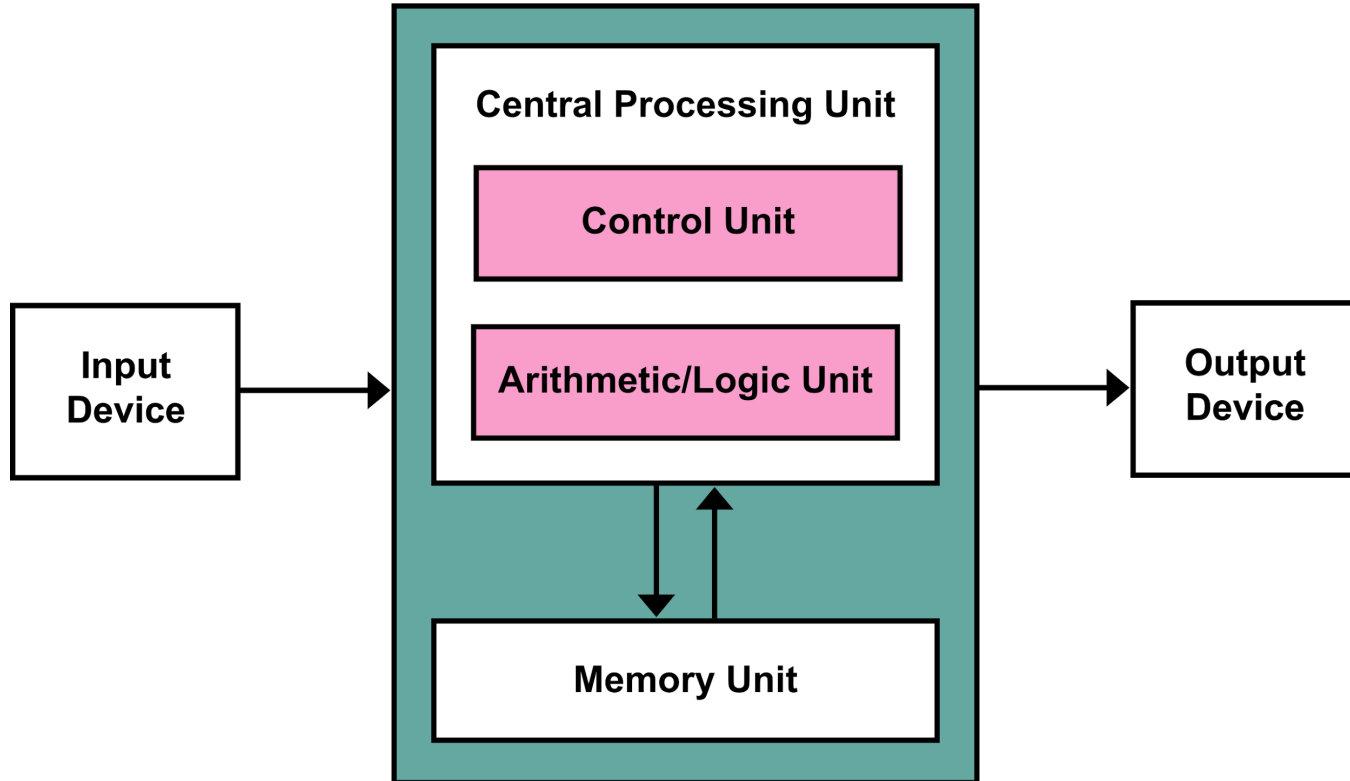 Central Processing Unit
Control Unit
Arithmetic/Logic Unit
Input
Device
Output
Device
Memory Unit